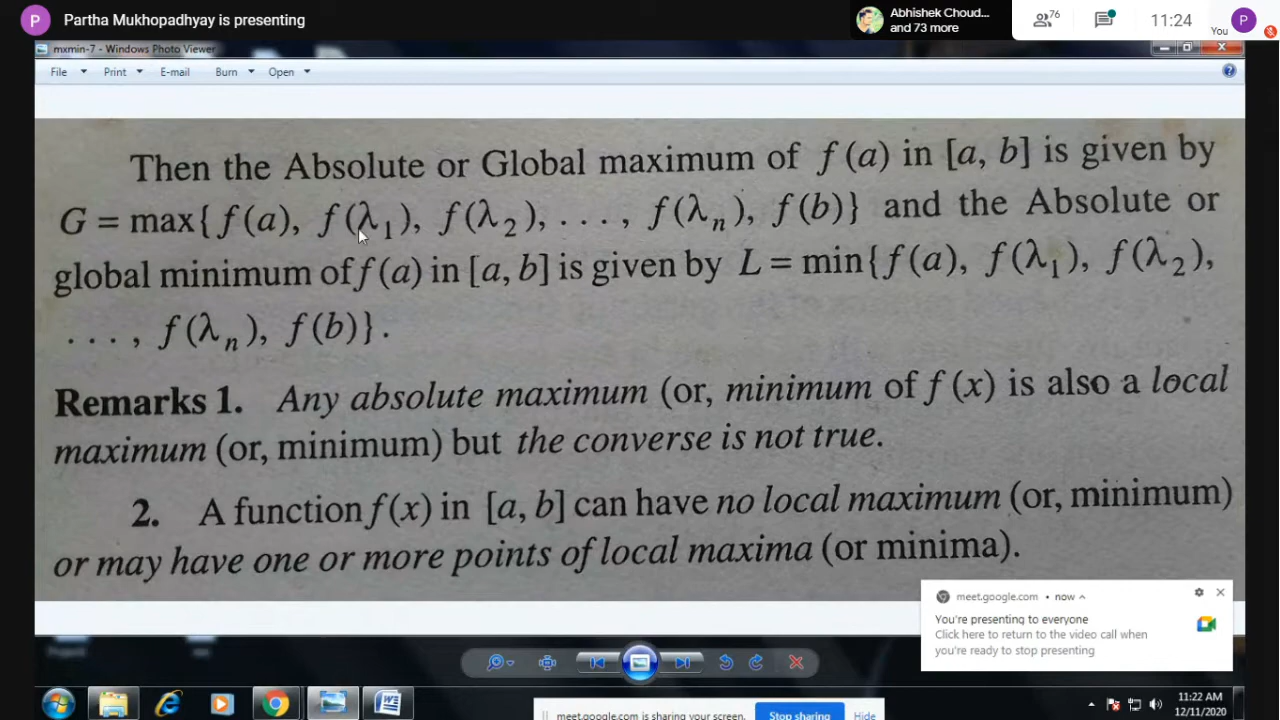 Partha Mukhopadhyay is presenting
Abhishek Choud...
and 73 more
76
11:24
You
P
P
mxmin-7 - Windows Photo Viewer
File Print E-mail Burn Open
Then the Absolute or Global maximum of f (a) in [a, b] is given by
G = max{ f(a), f(λ₁), f(λ₂), . . . , f(λₙ), f(b)} and the Absolute or
global minimum of f (a) in [a, b] is given by L = min{f(a), f(λ₁), f(λ₂),
. . . , f(λₙ), f(b)}.
Remarks 1. Any absolute maximum (or, minimum of f (x) is also a local
maximum (or, minimum) but the converse is not true.
2. A function f(x) in [a, b] can have no local maximum (or, minimum)
or may have one or more points of local maxima (or minima).
meet.google.com • now
You're presenting to everyone
Click here to return to the video call when
you're ready to stop presenting
meet.google.com is sharing your screen.
Stop sharing
Hide
11:22 AM
12/11/2020